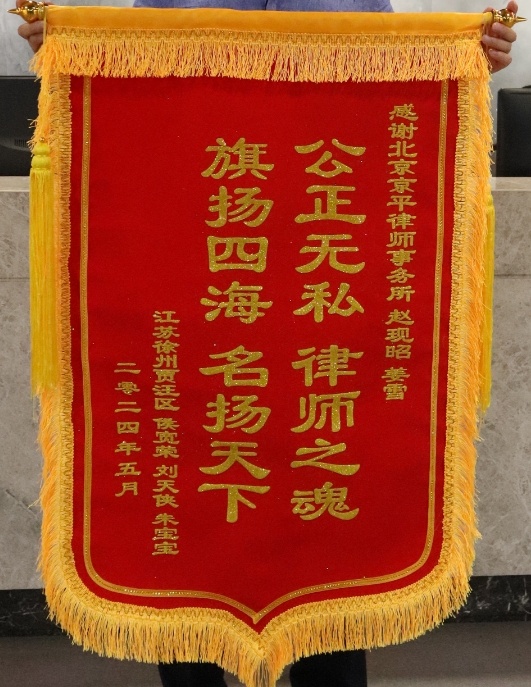 感谢北京京平律师事务所 赵现昭 姜雪
公正无私 律师之魂
旗扬四海 名扬天下
江苏徐州贾汪区 侯宽荣 刘天侠 朱宝宝
二零二四年五月